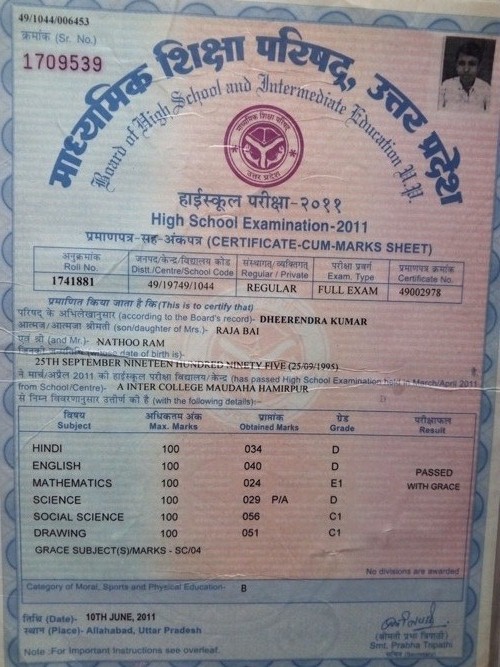 49/1044/006453
क्रमांक (Sr. No.)
1709539
माध्यमिक शिक्षा परिषद, उत्तर प्रदेश
Board of High School and Intermediate Education U.P.
माध्यमिक शिक्षा परिषद
उत्तर प्रदेश
हाईस्कूल परीक्षा-२०११
High School Examination-2011
प्रमाणपत्र-सह-अंकपत्र (CERTIFICATE-CUM-MARKS SHEET)
अनुक्रमांक जनपद/केन्द्र/विद्यालय कोड संस्थागत/व्यक्तिगत परीक्षा प्रवर्ग प्रमाणपत्र क्रमांक
Roll No. Distt./Centre/School Code Regular / Private Exam. Type Certificate No.
1741881 49/19749/1044 REGULAR FULL EXAM 49002978
प्रमाणित किया जाता है कि (This is to certify that)
परिषद के अभिलेखानुसार (according to the Board's record)- DHEERENDRA KUMAR
आत्मज/आत्मजा श्रीमती (son/daughter of Mrs.)- RAJA BAI
एवं श्री (and Mr.)- NATHOO RAM
जिनकी जन्मतिथि (whose date of birth is)-
25TH SEPTEMBER NINETEEN HUNDRED NINETY FIVE (25/09/1995)
ने मार्च/अप्रैल 2011 की हाईस्कूल परीक्षा विद्यालय/केन्द्र (has passed High School Examination held in March/April 2011
from School/Centre)- A INTER COLLEGE MAUDAHA HAMIRPUR
से निम्न विवरणानुसार उत्तीर्ण की है (with the following details):-
विषय अधिकतम अंक प्राप्तांक ग्रेड परीक्षाफल
Subject Max. Marks Obtained Marks Grade Result
HINDI 100 034 D
ENGLISH 100 040 D
MATHEMATICS 100 024 E1
SCIENCE 100 029 P/A D
SOCIAL SCIENCE 100 056 C1
DRAWING 100 051 C1
PASSED
WITH GRACE
GRACE SUBJECT(S)/MARKS - SC/04
No divisions are awarded
Category of Moral, Sports and Physical Education- B
तिथि (Date)- 10TH JUNE, 2011
स्थान (Place)- Allahabad, Uttar Pradesh
(श्रीमती प्रभा त्रिपाठी)
Smt. Prabha Tripathi
Note :For Important Instructions see overleaf.